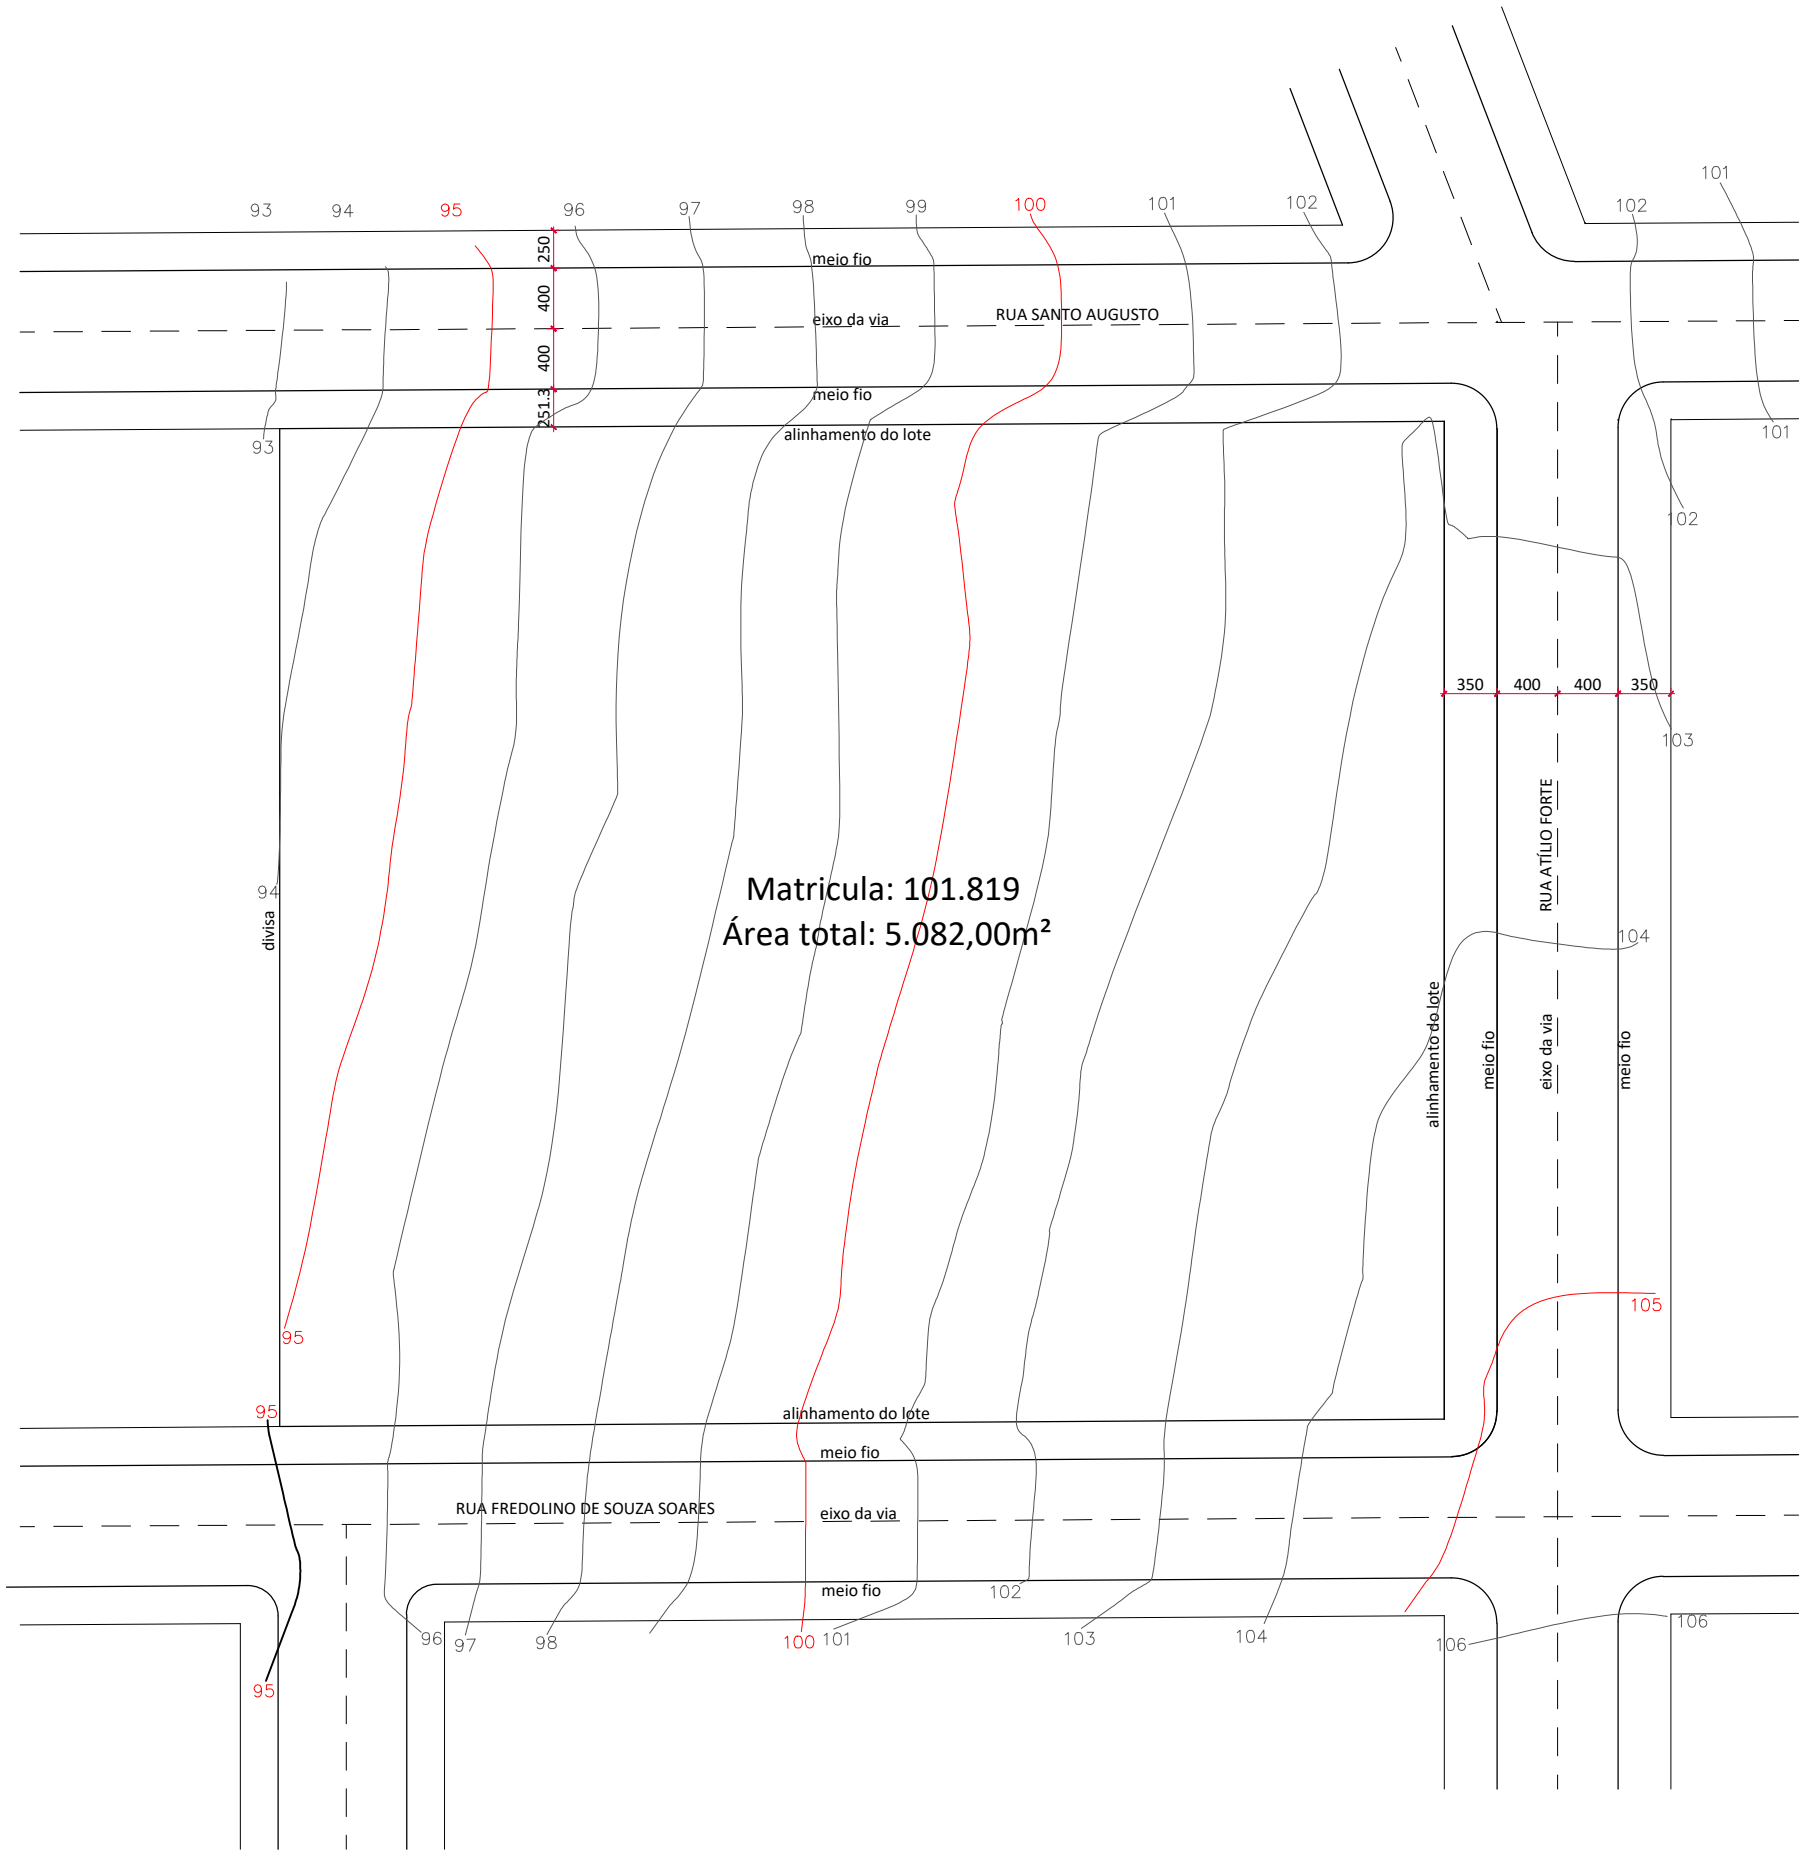 101
93 94 95 96 97 98 99 100 101 102 102
250
meio fio
400
RUA SANTO AUGUSTO
eixo da via
400
meio fio
251.3
alinhamento do lote
93
101
102
350 400 400 350
103
RUA ATÍLIO FORTE
Matricula: 101.819
94
divisa
Área total: 5.082,00m²
104
alinhamento do lote
meio fio
eixo da via
meio fio
105
95
95
alinhamento do lote
meio fio
RUA FREDOLINO DE SOUZA SOARES
eixo da via
meio fio
102
96 97 98 100 101 103 104 106 106
95